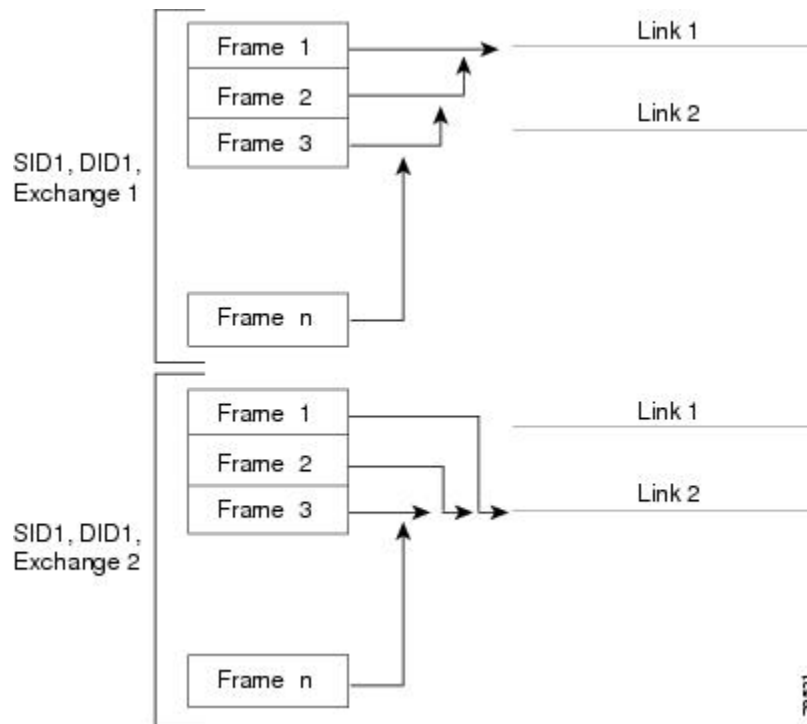 Frame 1
Link 1
Frame 2
Link 2
Frame 3
SID1, DID1,
Exchange 1
Frame n
Frame 1
Link 1
Frame 2
Link 2
Frame 3
SID1, DID1,
Exchange 2
Frame n